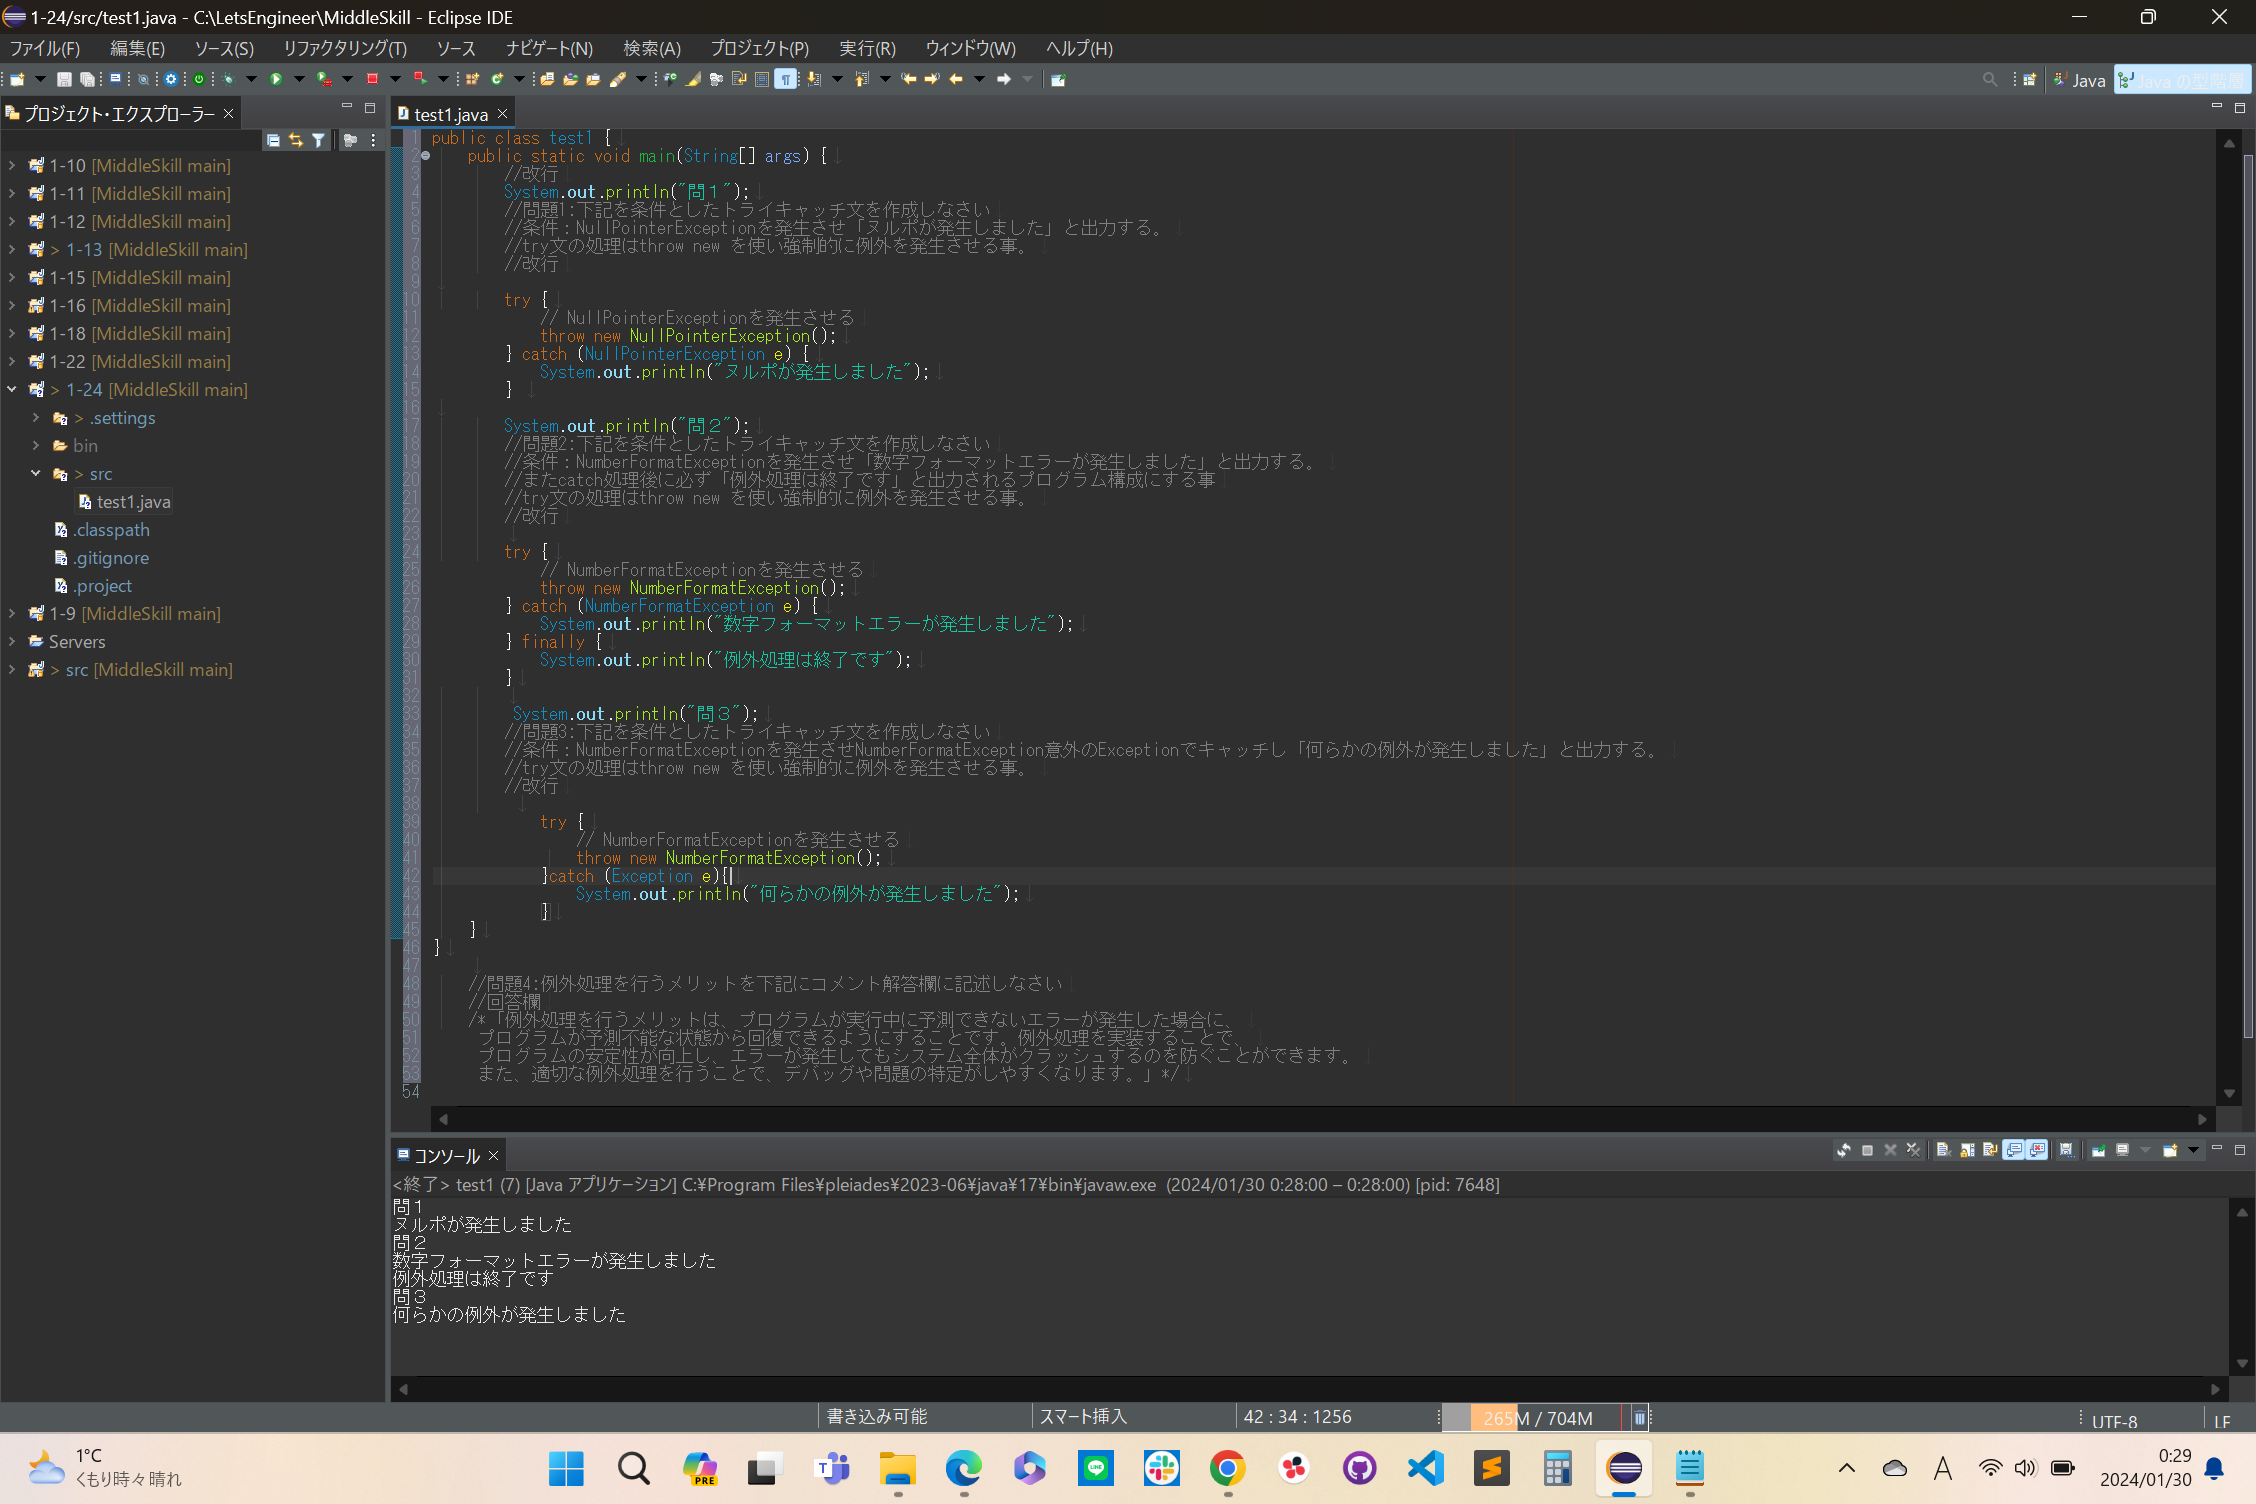 1-24/src/test1.java - C:\LetsEngineer\MiddleSkill - Eclipse IDE
ファイル(F) 編集(E) ソース(S) リファクタリング(T) ソース ナビゲート(N) 検索(A) プロジェクト(P) 実行(R) ウィンドウ(W) ヘルプ(H)
Java Java の型階層
プロジェクト・エクスプローラー
1-10 [MiddleSkill main]
1-11 [MiddleSkill main]
1-12 [MiddleSkill main]
> 1-13 [MiddleSkill main]
1-15 [MiddleSkill main]
1-16 [MiddleSkill main]
1-18 [MiddleSkill main]
1-22 [MiddleSkill main]
> 1-24 [MiddleSkill main]
> .settings
bin
> src
test1.java
.classpath
.gitignore
.project
1-9 [MiddleSkill main]
Servers
> src [MiddleSkill main]
test1.java
1 public class test1 {
2 public static void main(String[] args) {
3 //改行
4 System.out.println("問１");
5 //問題1:下記を条件としたトライキャッチ文を作成しなさい
6 //条件：NullPointerExceptionを発生させ「ヌルポが発生しました」と出力する。
7 //try文の処理はthrow new を使い強制的に例外を発生させる事。
8 //改行
9
10 try {
11 // NullPointerExceptionを発生させる
12 throw new NullPointerException();
13 } catch (NullPointerException e) {
14 System.out.println("ヌルポが発生しました");
15 }
16
17 System.out.println("問２");
18 //問題2:下記を条件としたトライキャッチ文を作成しなさい
19 //条件：NumberFormatExceptionを発生させ「数字フォーマットエラーが発生しました」と出力する。
20 //またcatch処理後に必ず「例外処理は終了です」と出力されるプログラム構成にする事
21 //try文の処理はthrow new を使い強制的に例外を発生させる事。
22 //改行
23
24 try {
25 // NumberFormatExceptionを発生させる
26 throw new NumberFormatException();
27 } catch (NumberFormatException e) {
28 System.out.println("数字フォーマットエラーが発生しました");
29 } finally {
30 System.out.println("例外処理は終了です");
31 }
32
33 System.out.println("問３");
34 //問題3:下記を条件としたトライキャッチ文を作成しなさい
35 //条件：NumberFormatExceptionを発生させNumberFormatException意外のExceptionでキャッチし「何らかの例外が発生しました」と出力する。
36 //try文の処理はthrow new を使い強制的に例外を発生させる事。
37 //改行
38
39 try {
40 // NumberFormatExceptionを発生させる
41 throw new NumberFormatException();
42 }catch (Exception e){
43 System.out.println("何らかの例外が発生しました");
44 }
45 }
46 }
47
48 //問題4:例外処理を行うメリットを下記にコメント解答欄に記述しなさい
49 //回答欄
50 /*「例外処理を行うメリットは、プログラムが実行中に予測できないエラーが発生した場合に、
51 プログラムが予測不能な状態から回復できるようにすることです。例外処理を実装することで、
52 プログラムの安定性が向上し、エラーが発生してもシステム全体がクラッシュするのを防ぐことができます。
53 また、適切な例外処理を行うことで、デバッグや問題の特定がしやすくなります。」*/
54
コンソール
<終了> test1 (7) [Java アプリケーション] C:¥Program Files¥pleiades¥2023-06¥java¥17¥bin¥javaw.exe (2024/01/30 0:28:00 – 0:28:00) [pid: 7648]
問１
ヌルポが発生しました
問２
数字フォーマットエラーが発生しました
例外処理は終了です
問３
何らかの例外が発生しました
書き込み可能 スマート挿入 42 : 34 : 1256 265M / 704M UTF-8 LF
1°C
くもり時々晴れ
PRE
A
0:29
2024/01/30